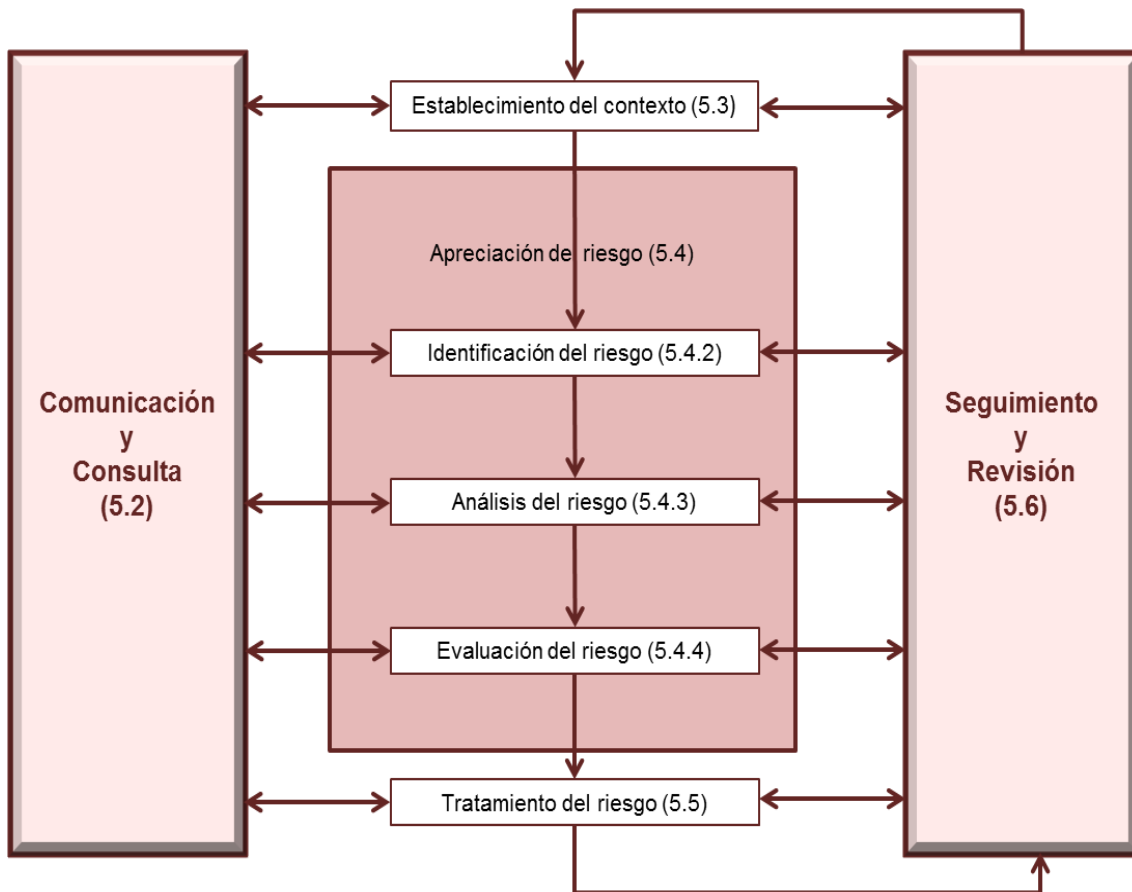 Establecimiento del contexto (5.3)
Apreciación del riesgo (5.4)
Identificación del riesgo (5.4.2)
Comunicación
y
Consulta
(5.2)
Seguimiento
y
Revisión
(5.6)
Análisis del riesgo (5.4.3)
Evaluación del riesgo (5.4.4)
Tratamiento del riesgo (5.5)